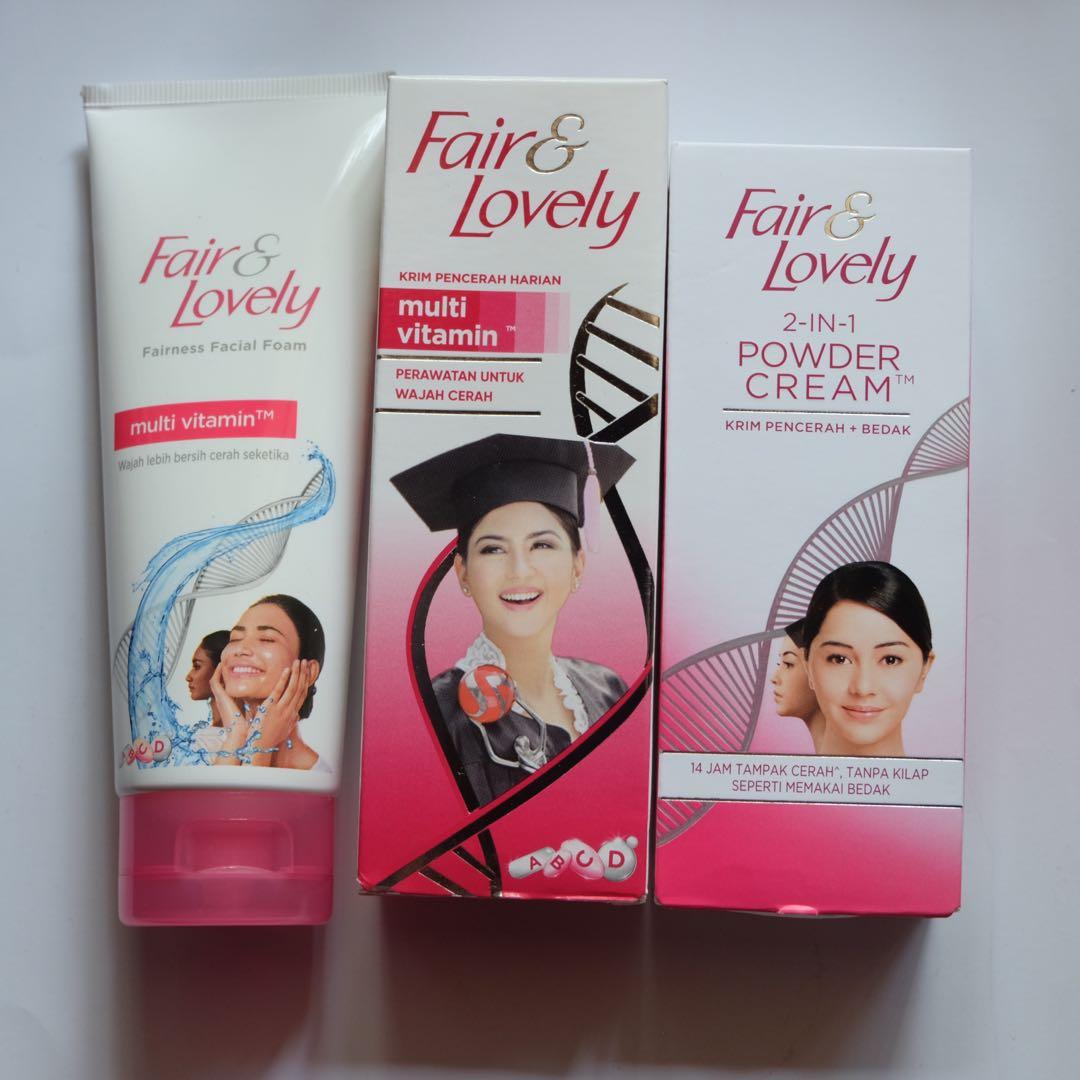 Fair &
Lovely
Fairness Facial Foam
multi vitamin™
Wajah lebih bersih cerah seketika
B C D
Fair &
Lovely
KRIM PENCERAH HARIAN
multi
vitamin™
PERAWATAN UNTUK
WAJAH CERAH
A B C D
Fair &
Lovely
2-IN-1
POWDER
CREAM™
KRIM PENCERAH + BEDAK
14 JAM TAMPAK CERAH^, TANPA KILAP
SEPERTI MEMAKAI BEDAK